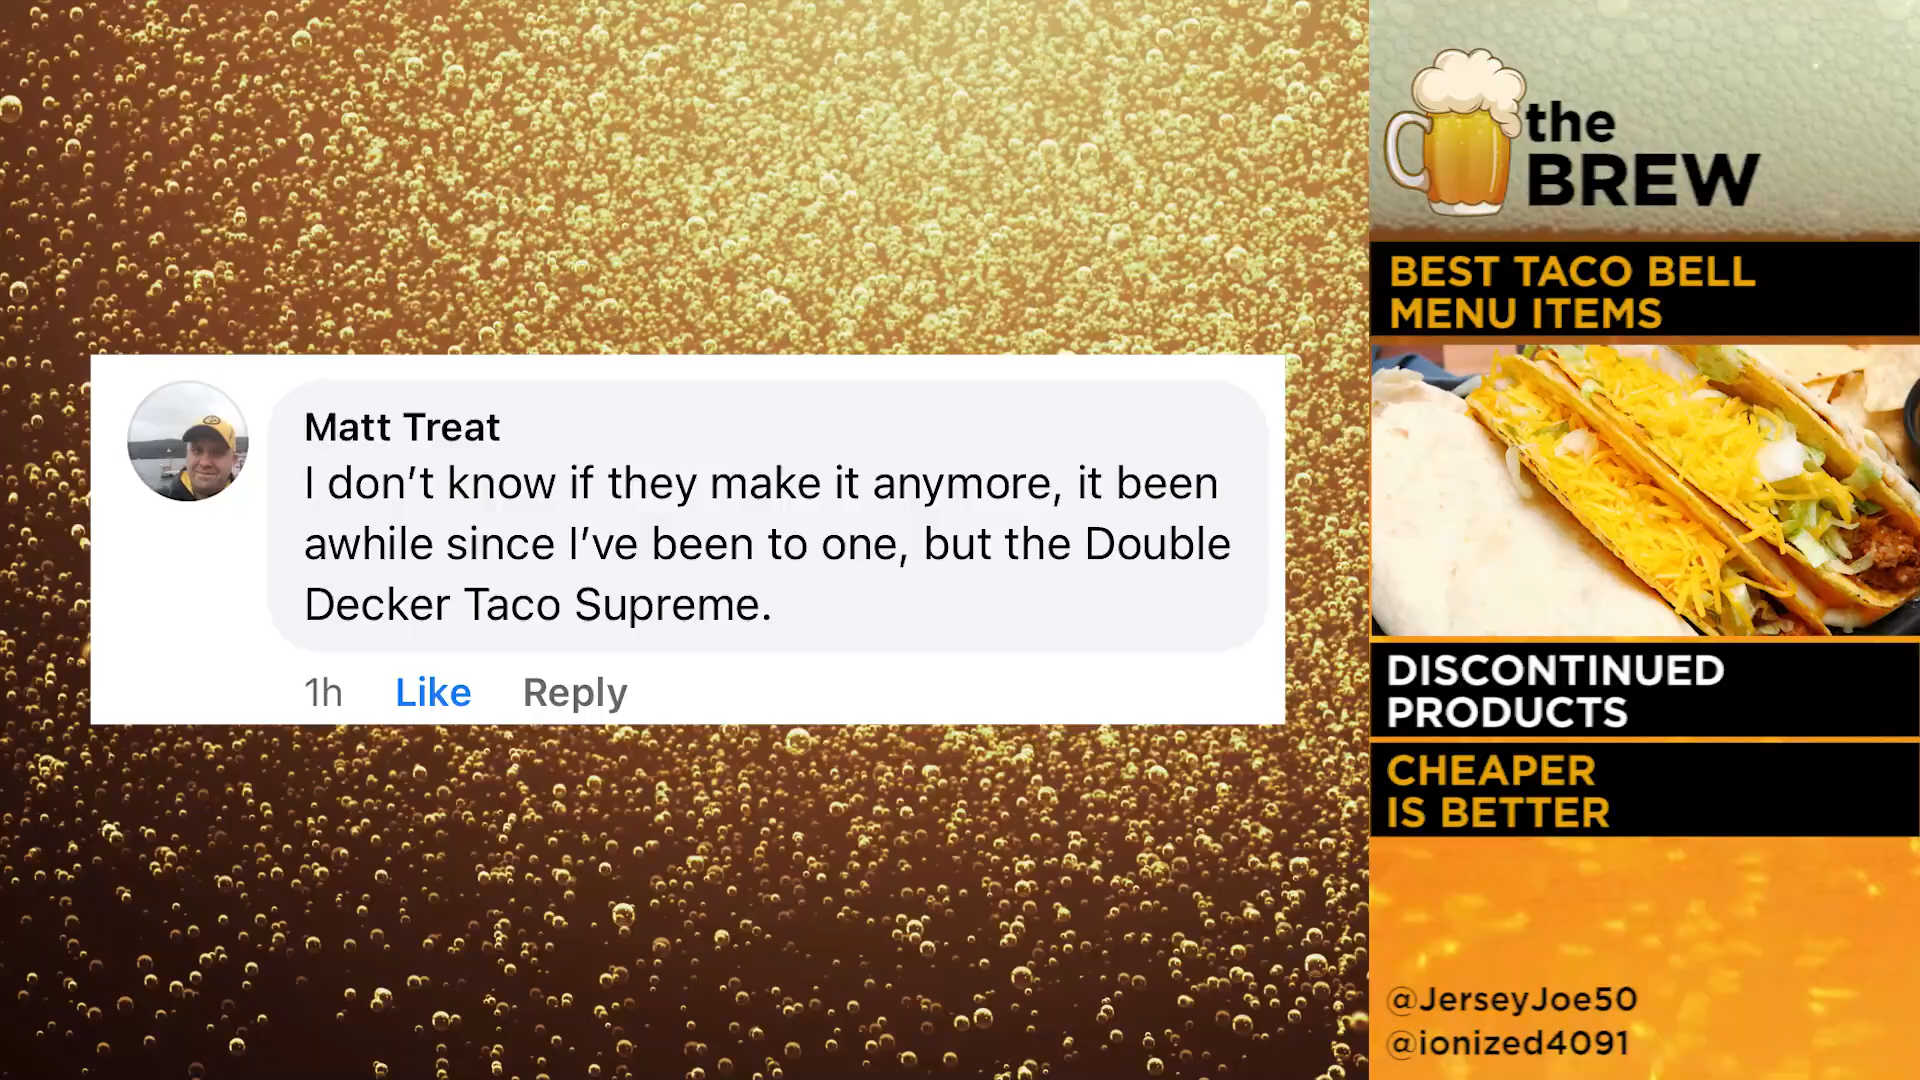 Matt Treat
I don’t know if they make it anymore, it been
awhile since I’ve been to one, but the Double
Decker Taco Supreme.
1h Like Reply
the
BREW
BEST TACO BELL
MENU ITEMS
DISCONTINUED
PRODUCTS
CHEAPER
IS BETTER
@JerseyJoe50
@ionized4091